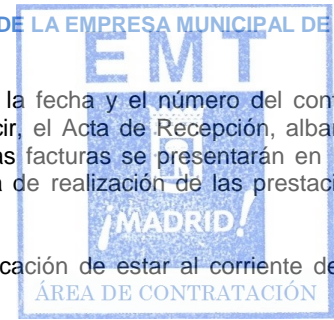 DE LA EMPRESA MUNICIPAL DE
EMT
la fecha y el número del con
cir, el Acta de Recepción, albar
as facturas se presentarán en
a de realización de las prestaci
¡MADRID!
cación de estar al corriente de
ÁREA DE CONTRATACIÓN